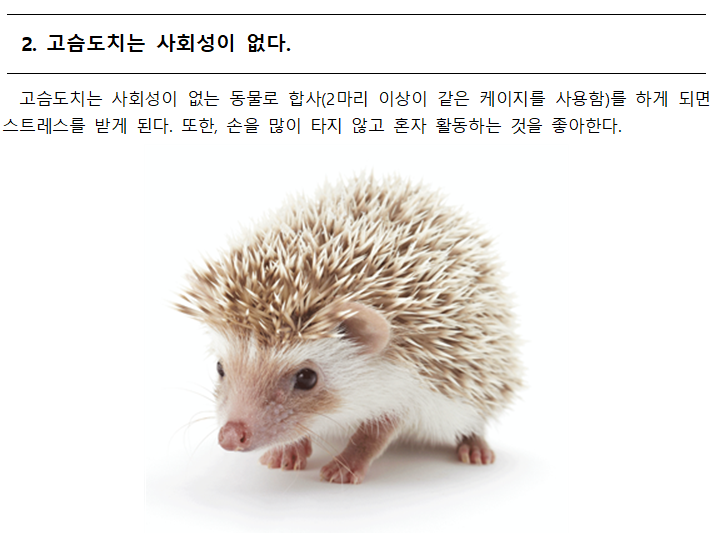 2. 고슴도치는 사회성이 없다.
고슴도치는 사회성이 없는 동물로 합사(2마리 이상이 같은 케이지를 사용함)를 하게 되면
스트레스를 받게 된다. 또한, 손을 많이 타지 않고 혼자 활동하는 것을 좋아한다.